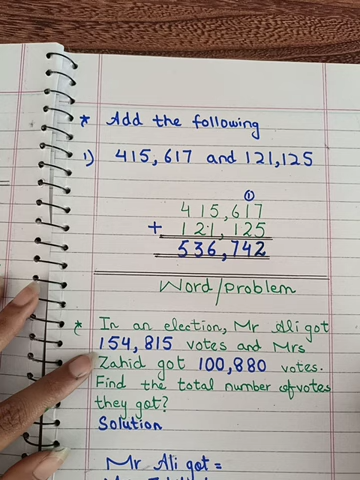 * Add the following
1) 415,617 and 121,125
①
415,617
+ 121,125
536,742
Word/problem
* In an election, Mr Ali got
154,815 votes and Mrs
Zahid got 100,880 votes.
Find the total number of votes
they got?
Solution
Mr Ali got =